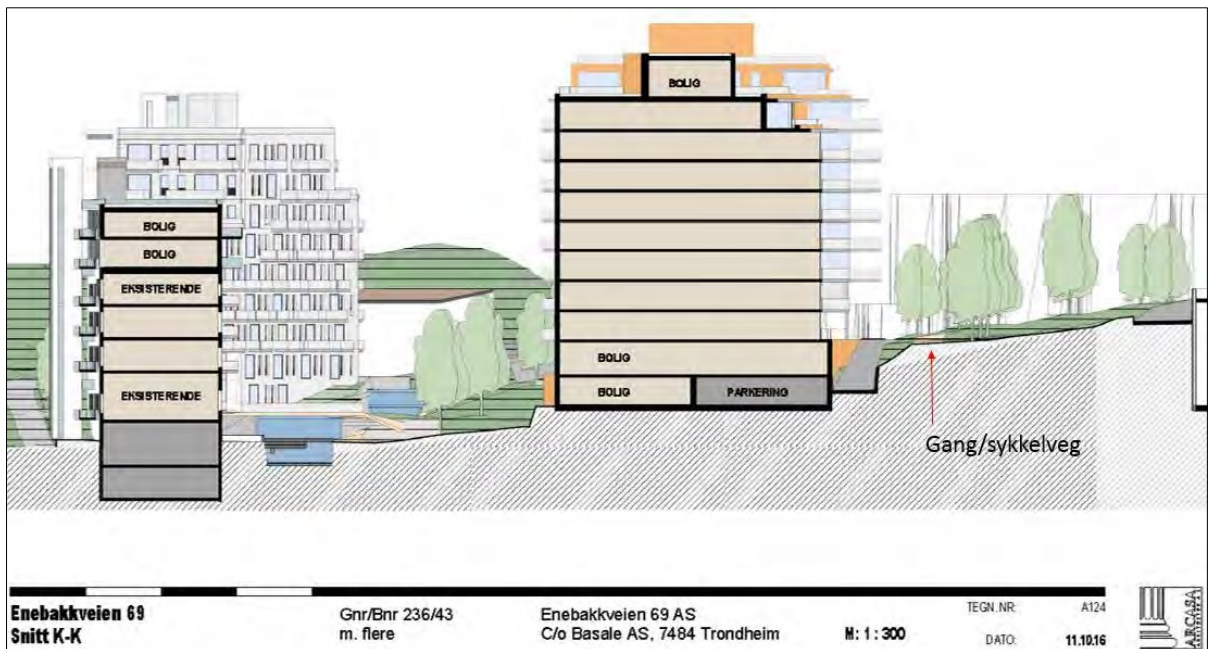 BOLIG
BOLIG
BOLIG
EKSISTERENDE
EKSISTERENDE
BOLIG
BOLIG
PARKERING
Gang/sykkelveg
Enebakkveien 69
Snitt K-K
Gnr/Bnr 236/43
m. flere
Enebakkveien 69 AS
C/o Basale AS, 7484 Trondheim
M: 1 : 300
TEGN.NR: A124
DATO: 11.10.16
ARCASA